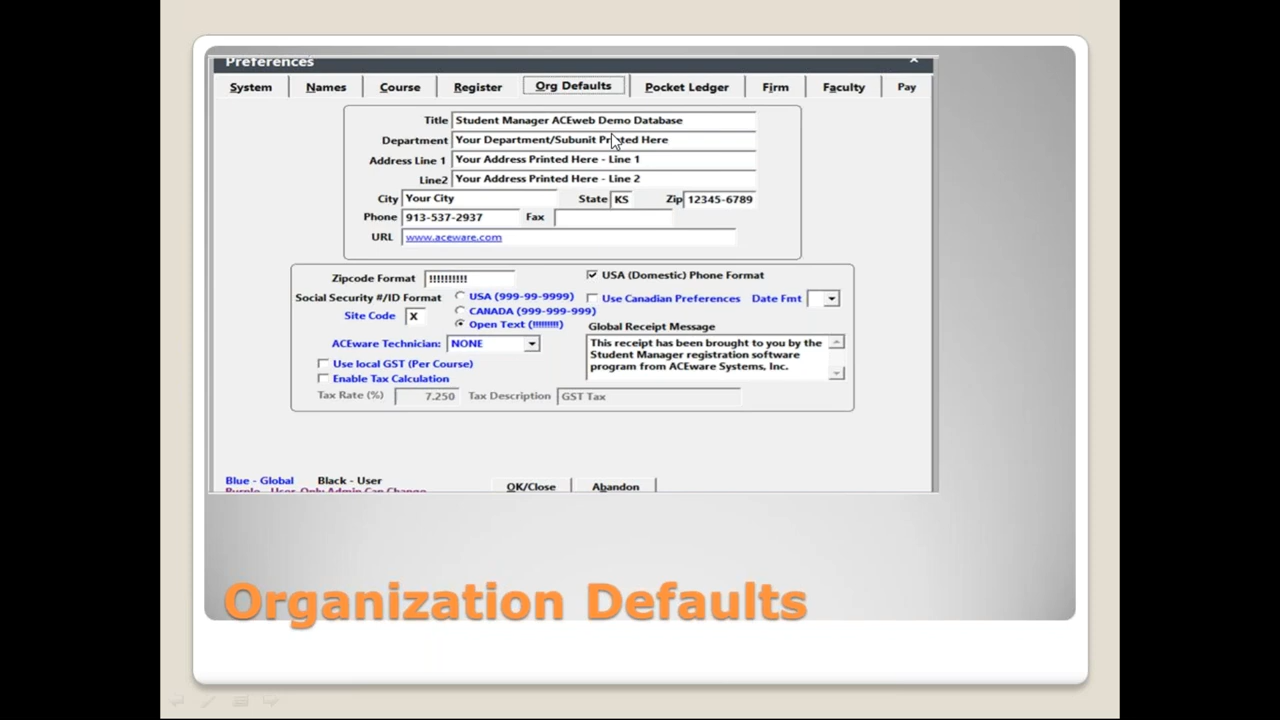 Preferences
System Names Course Register Org Defaults Pocket Ledger Firm Faculty Pay
Title Student Manager ACEweb Demo Database
Department Your Department/Subunit Printed Here
Address Line 1 Your Address Printed Here - Line 1
Line2 Your Address Printed Here - Line 2
City Your City State KS Zip 12345-6789
Phone 913-537-2937 Fax
URL www.aceware.com
Zipcode Format !!!!!!!!!! USA (Domestic) Phone Format
Social Security #/ID Format USA (999-99-9999) Use Canadian Preferences Date Fmt
Site Code X CANADA (999-999-999)
Open Text (!!!!!!!!!) Global Receipt Message
ACEware Technician: NONE This receipt has been brought to you by the
Student Manager registration software
Use local GST (Per Course) program from ACEware Systems, Inc.
Enable Tax Calculation
Tax Rate (%) 7.250 Tax Description GST Tax
Blue - Global Black - User
Purple - User, Only Admin Can Change
OK/Close Abandon
Organization Defaults